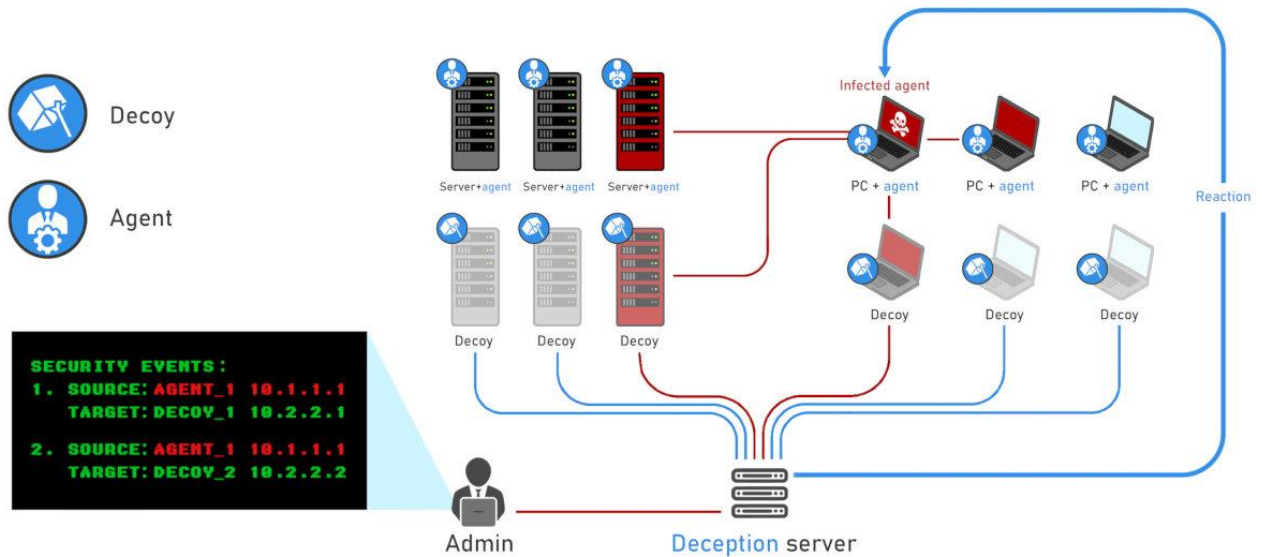 Decoy
Agent
Infected agent
Server+agent
Server+agent
Server+agent
PC + agent
PC + agent
PC + agent
Reaction
Decoy
Decoy
Decoy
Decoy
Decoy
Decoy
SECURITY EVENTS:
1. SOURCE: AGENT_1 10.1.1.1
TARGET: DECOY_1 10.2.2.1
2. SOURCE: AGENT_1 10.1.1.1
TARGET: DECOY_2 10.2.2.2
Admin
Deception server